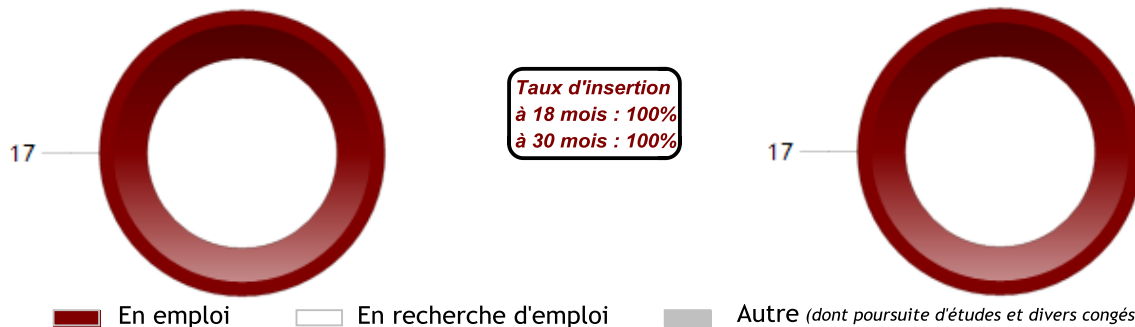 Taux d'insertion
à 18 mois : 100%
à 30 mois : 100%
17
17
En emploi
En recherche d'emploi
Autre (dont poursuite d'études et divers congés